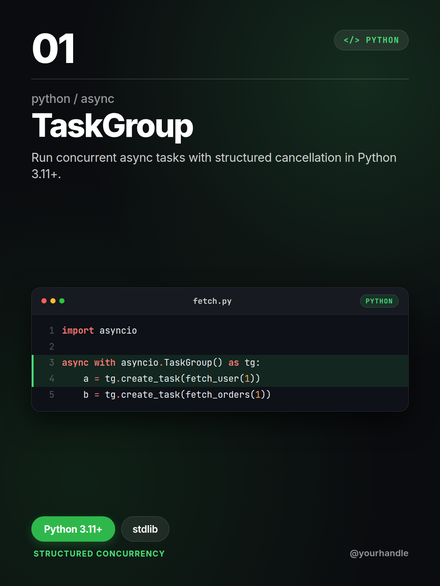 01
</> PYTHON
python / async
TaskGroup
Run concurrent async tasks with structured cancellation in Python
3.11+.
fetch.py
PYTHON
1 import asyncio
2
3 async with asyncio.TaskGroup() as tg:
4     a = tg.create_task(fetch_user(1))
5     b = tg.create_task(fetch_orders(1))
Python 3.11+
stdlib
STRUCTURED CONCURRENCY
@yourhandle